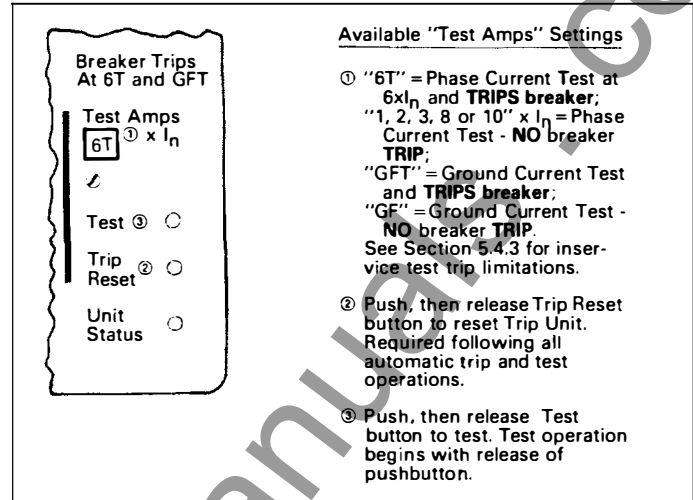 Breaker Trips
At 6T and GFT
Test Amps
6T ① x In
Test ③
Trip
Reset ②
Unit
Status
Available "Test Amps" Settings
① "6T" = Phase Current Test at
6xIn and TRIPS breaker;
"1, 2, 3, 8 or 10" x In = Phase
Current Test - NO breaker
TRIP;
"GFT" = Ground Current Test
and TRIPS breaker;
"GF" = Ground Current Test -
NO breaker TRIP.
See Section 5.4.3 for inser-
vice test trip limitations.
② Push, then release Trip Reset
button to reset Trip Unit.
Required following all
automatic trip and test
operations.
③ Push, then release Test
button to test. Test operation
begins with release of
pushbutton.